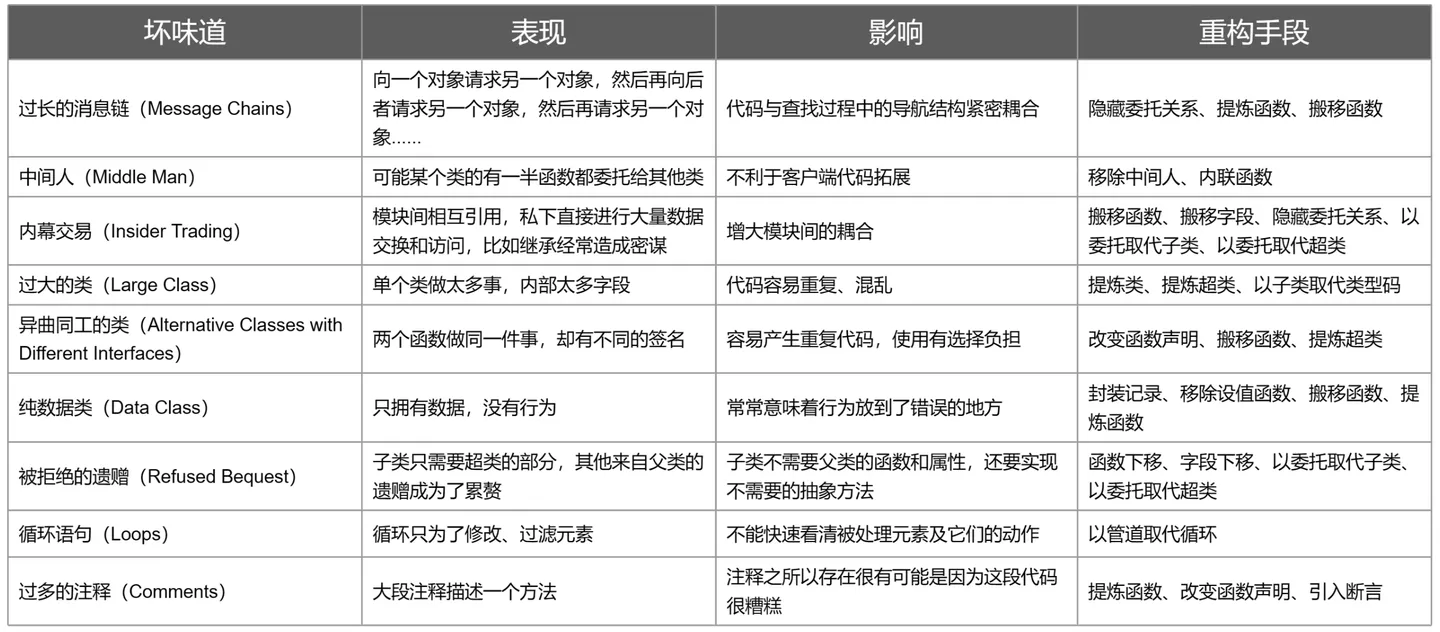 坏味道
表现
影响
重构手段
过长的消息链（Message Chains）
向一个对象请求另一个对象，然后再向后
者请求另一个对象，然后再请求另一个对
象......
代码与查找过程中的导航结构紧密耦合
隐藏委托关系、提炼函数、搬移函数
中间人（Middle Man）
可能某个类的有一半函数都委托给其他类
不利于客户端代码拓展
移除中间人、内联函数
内幕交易（Insider Trading）
模块间相互引用，私下直接进行大量数据
交换和访问，比如继承经常造成密谋
增大模块间的耦合
搬移函数、搬移字段、隐藏委托关系、以
委托取代子类、以委托取代超类
过大的类（Large Class）
单个类做太多事，内部太多字段
代码容易重复、混乱
提炼类、提炼超类、以子类取代类型码
异曲同工的类（Alternative Classes with
Different Interfaces）
两个函数做同一件事，却有不同的签名
容易产生重复代码，使用有选择负担
改变函数声明、搬移函数、提炼超类
纯数据类（Data Class）
只拥有数据，没有行为
常常意味着行为放到了错误的地方
封装记录、移除设值函数、搬移函数、提
炼函数
被拒绝的遗赠（Refused Bequest）
子类只需要超类的部分，其他来自父类的
遗赠成为了累赘
子类不需要父类的函数和属性，还要实现
不需要的抽象方法
函数下移、字段下移、以委托取代子类、
以委托取代超类
循环语句（Loops）
循环只为了修改、过滤元素
不能快速看清被处理元素及它们的动作
以管道取代循环
过多的注释（Comments）
大段注释描述一个方法
注释之所以存在很有可能是因为这段代码
很糟糕
提炼函数、改变函数声明、引入断言